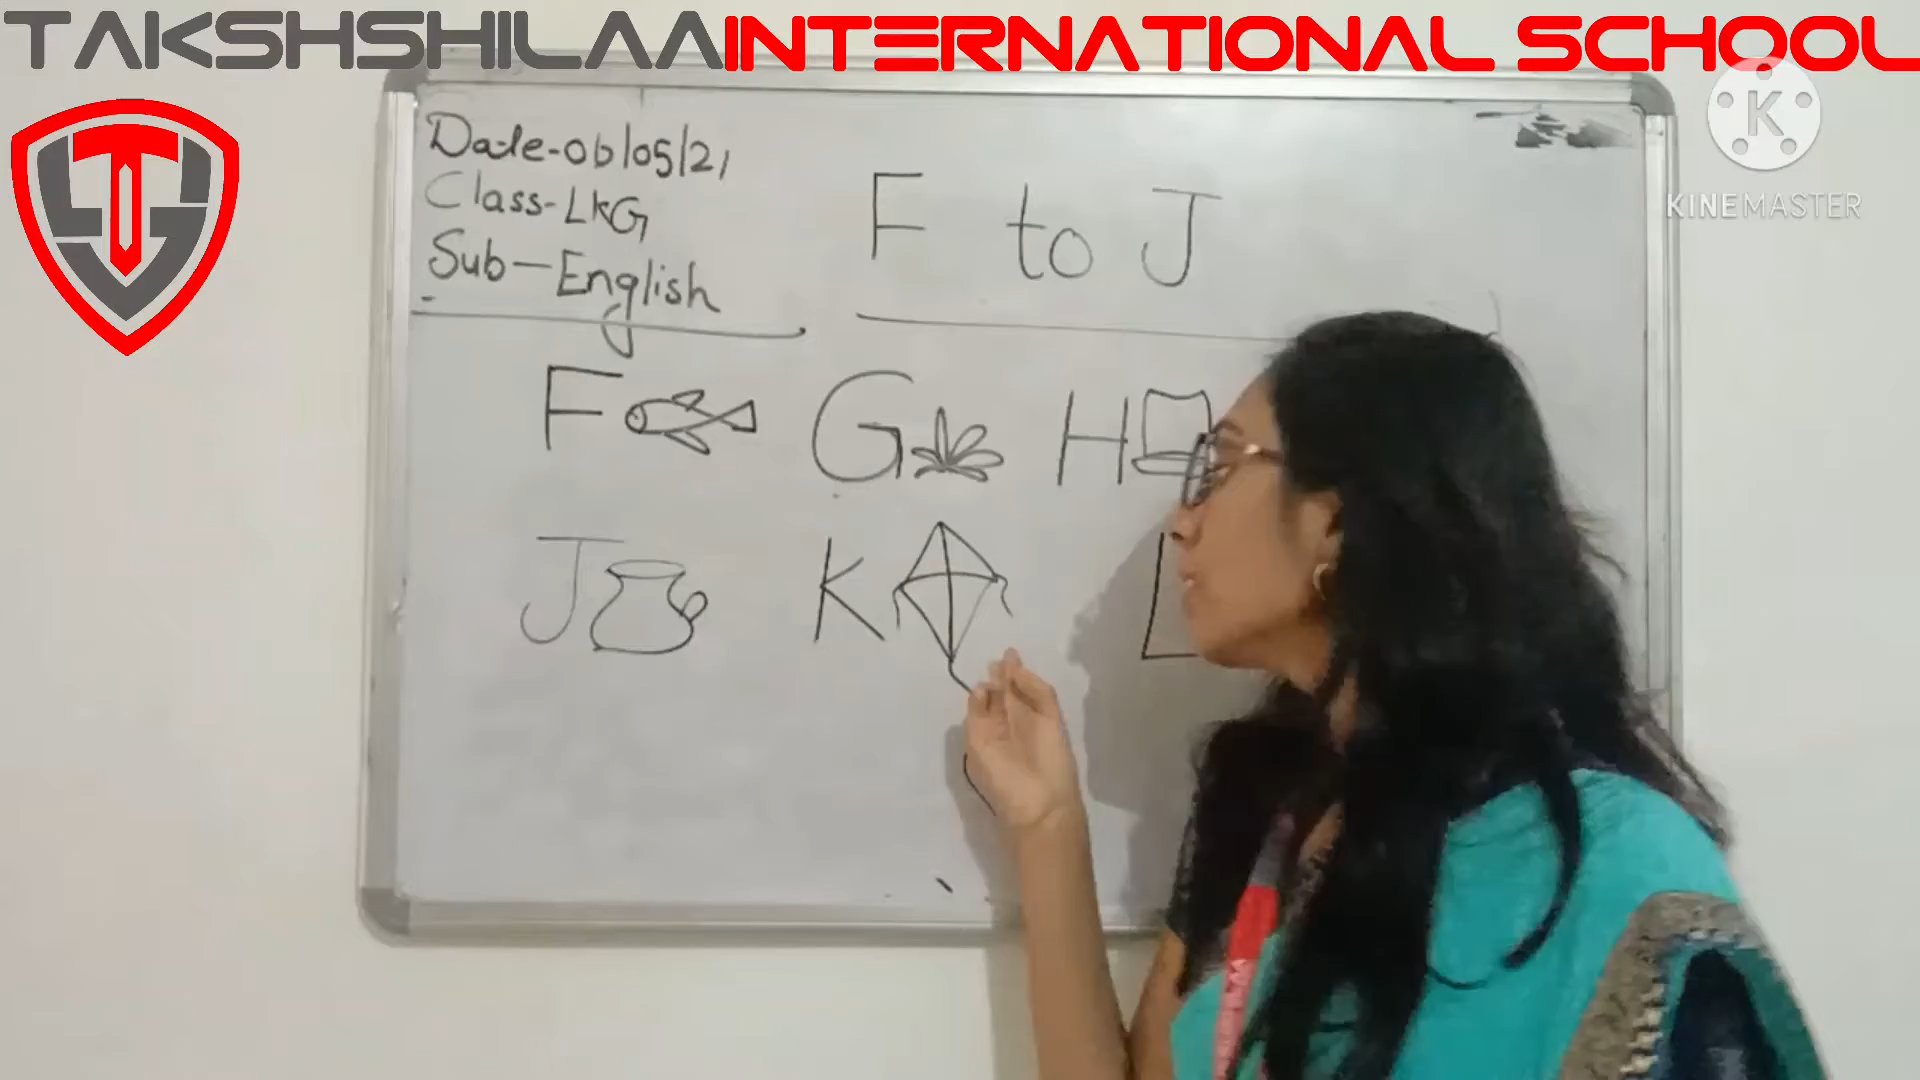 TAKSHSHILAA INTERNATIONAL SCHOOL
K
KINEMASTER
Date-06/05/21
Class-LKG
Sub-English
F to J
F G H
J K L